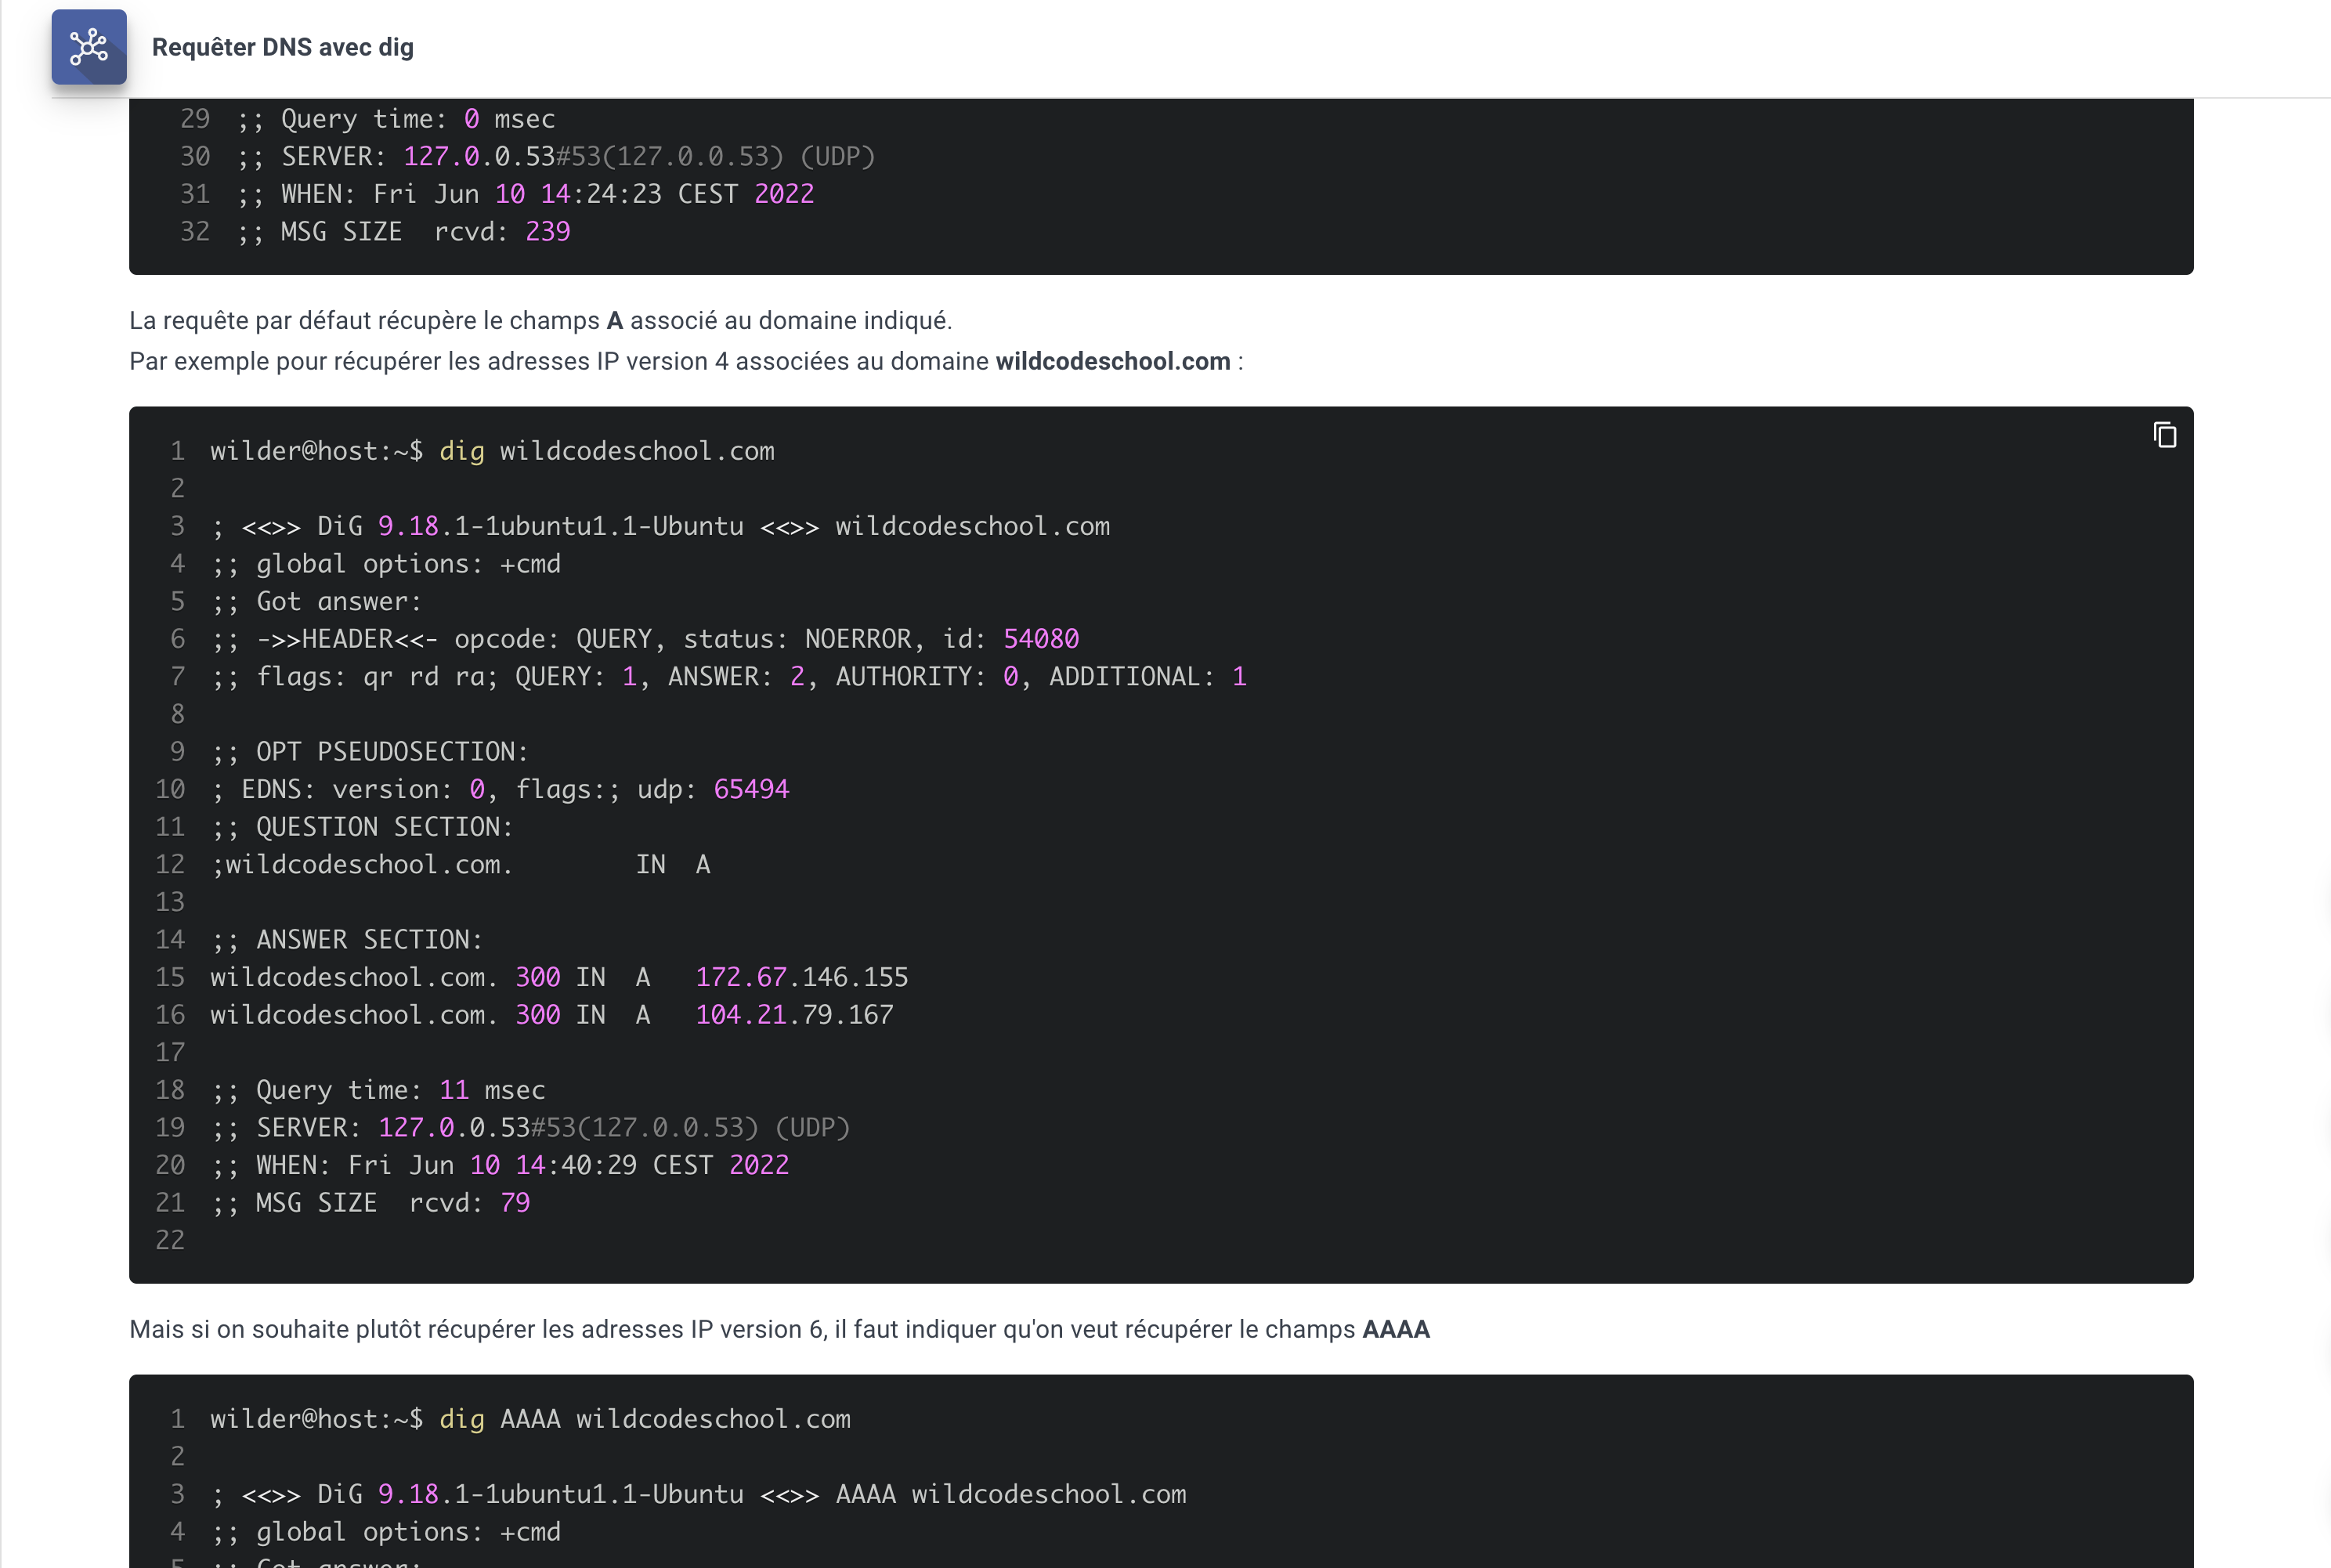 Requêter DNS avec dig
29 ;; Query time: 0 msec
30 ;; SERVER: 127.0.0.53#53(127.0.0.53) (UDP)
31 ;; WHEN: Fri Jun 10 14:24:23 CEST 2022
32 ;; MSG SIZE  rcvd: 239
La requête par défaut récupère le champs A associé au domaine indiqué.
Par exemple pour récupérer les adresses IP version 4 associées au domaine wildcodeschool.com :
1 wilder@host:~$ dig wildcodeschool.com
2
3 ; <<>> DiG 9.18.1-1ubuntu1.1-Ubuntu <<>> wildcodeschool.com
4 ;; global options: +cmd
5 ;; Got answer:
6 ;; ->>HEADER<<- opcode: QUERY, status: NOERROR, id: 54080
7 ;; flags: qr rd ra; QUERY: 1, ANSWER: 2, AUTHORITY: 0, ADDITIONAL: 1
8
9 ;; OPT PSEUDOSECTION:
10 ; EDNS: version: 0, flags:; udp: 65494
11 ;; QUESTION SECTION:
12 ;wildcodeschool.com.        IN  A
13
14 ;; ANSWER SECTION:
15 wildcodeschool.com. 300 IN  A   172.67.146.155
16 wildcodeschool.com. 300 IN  A   104.21.79.167
17
18 ;; Query time: 11 msec
19 ;; SERVER: 127.0.0.53#53(127.0.0.53) (UDP)
20 ;; WHEN: Fri Jun 10 14:40:29 CEST 2022
21 ;; MSG SIZE  rcvd: 79
22
Mais si on souhaite plutôt récupérer les adresses IP version 6, il faut indiquer qu'on veut récupérer le champs AAAA
1 wilder@host:~$ dig AAAA wildcodeschool.com
2
3 ; <<>> DiG 9.18.1-1ubuntu1.1-Ubuntu <<>> AAAA wildcodeschool.com
4 ;; global options: +cmd
5 ;; Got answer: